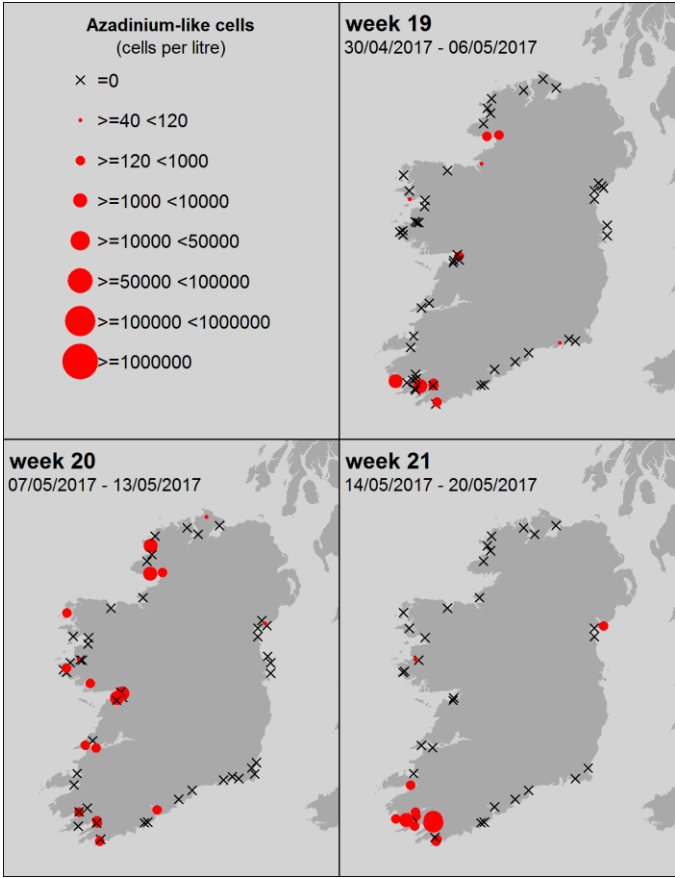 Azadinium-like cells
(cells per litre)
=0
>=40 <120
>=120 <1000
>=1000 <10000
>=10000 <50000
>=50000 <100000
>=100000 <1000000
>=1000000
week 19
30/04/2017 - 06/05/2017
week 20
07/05/2017 - 13/05/2017
week 21
14/05/2017 - 20/05/2017